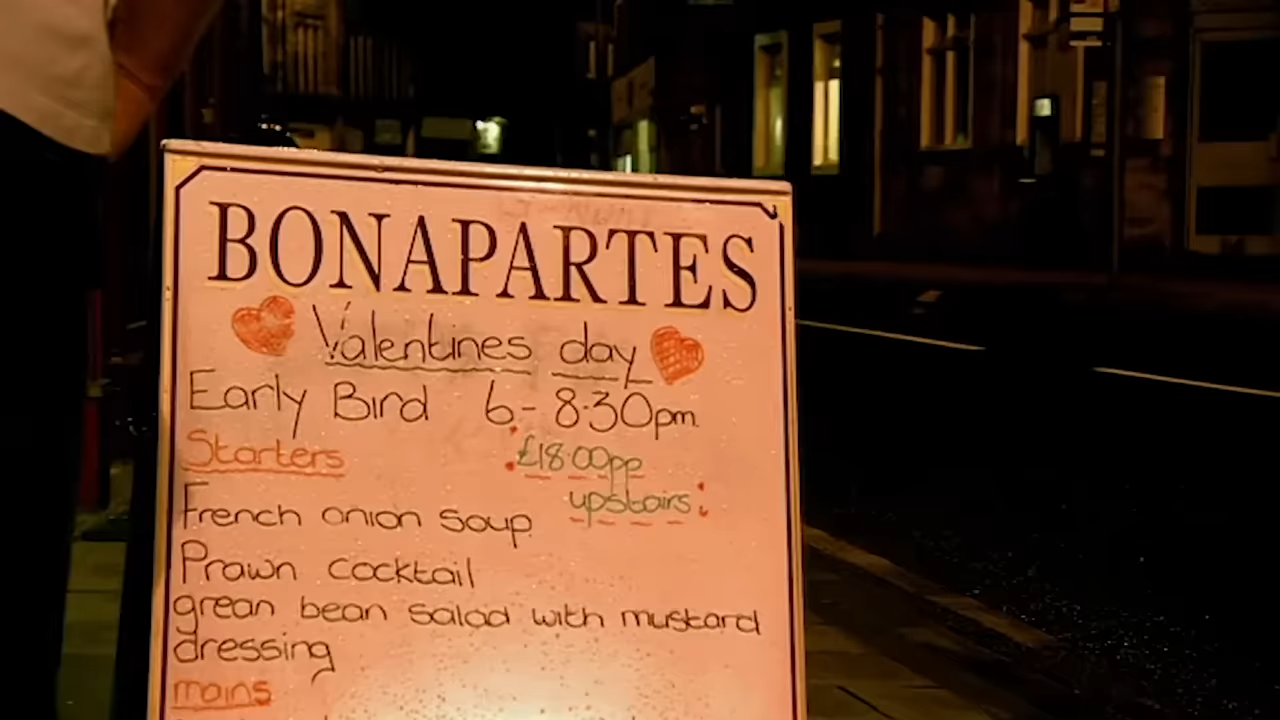 BONAPARTES
Valentines day
Early Bird 6-8·30pm
Starters £18·00pp
upstairs
French onion soup
Prawn cocktail
grean bean salad with mustard
dressing
mains